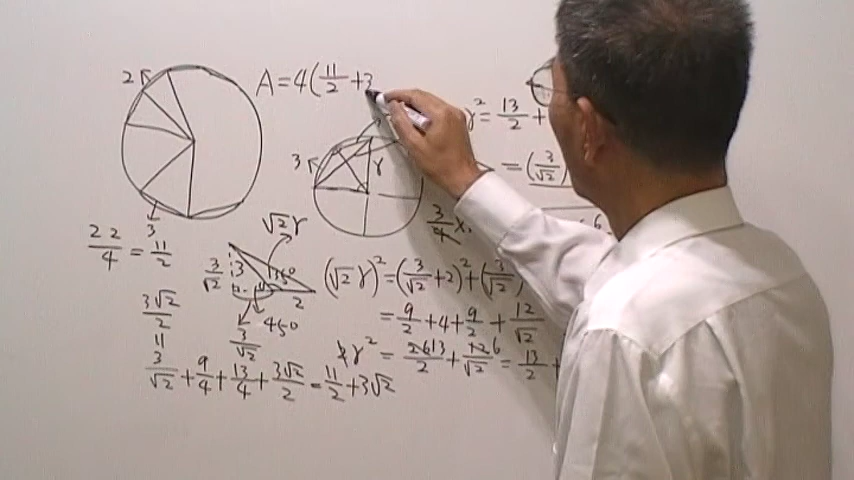 2
A=4(11/2+3
γ²=13/2+
3
γ
=(3/√2)
3/4
22/4=11/2
3
√2γ
3/√2
3
2
450
3/√2
(√2γ)²=(3/√2+2)²+(3/√2)
=9/2+4+9/2+12/√2
3√2/2
11
γ²=2613/2+126/√2=13/2+
3/√2+9/4+13/4+3√2/2=11/2+3√2